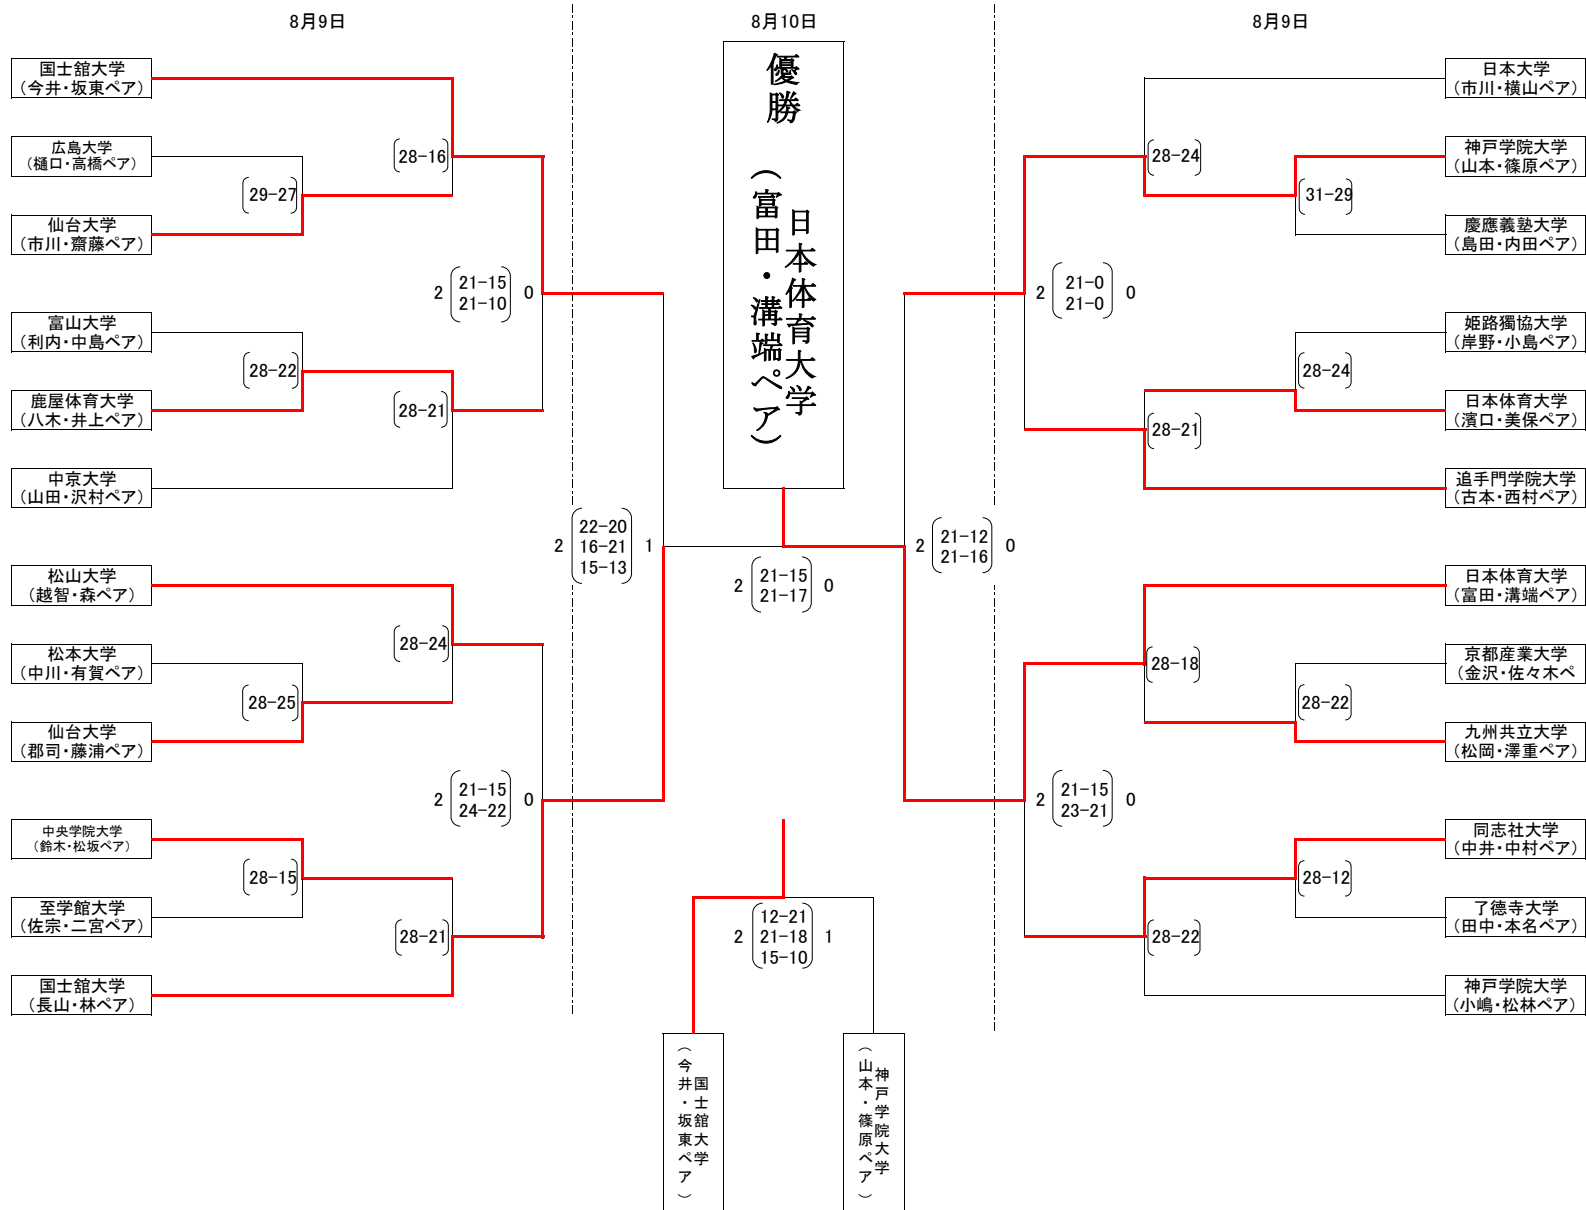 8月9日
8月10日
8月9日
国士舘大学
（今井・坂東ペア）
広島大学
（樋口・高橋ペア）
仙台大学
（市川・齋藤ペア）
富山大学
（利内・中島ペア）
鹿屋体育大学
（八木・井上ペア）
中京大学
（山田・沢村ペア）
松山大学
（越智・森ペア）
松本大学
（中川・有賀ペア）
仙台大学
（郡司・藤浦ペア）
中央学院大学
（鈴木・松坂ペア）
至学館大学
（佐宗・二宮ペア）
国士舘大学
（長山・林ペア）
28-16
29-27
2
21-15
21-10
0
28-22
28-21
28-24
28-25
2
21-15
24-22
0
28-15
28-21
2
22-20
16-21
15-13
1
優勝
日本体育大学
（富田・溝端ペア）
2
21-15
21-17
0
2
21-12
21-16
0
2
12-21
21-18
15-10
1
国士舘大学
（今井・坂東ペア）
神戸学院大学
（山本・篠原ペア）
28-24
31-29
2
21-0
21-0
0
28-24
28-21
28-18
28-22
2
21-15
23-21
0
28-12
28-22
日本大学
（市川・横山ペア）
神戸学院大学
（山本・篠原ペア）
慶應義塾大学
（島田・内田ペア）
姫路獨協大学
（岸野・小島ペア）
日本体育大学
（濱口・美保ペア）
追手門学院大学
（古本・西村ペア）
日本体育大学
（富田・溝端ペア）
京都産業大学
（金沢・佐々木ペ
九州共立大学
（松岡・澤重ペア）
同志社大学
（中井・中村ペア）
了德寺大学
（田中・本名ペア）
神戸学院大学
（小嶋・松林ペア）